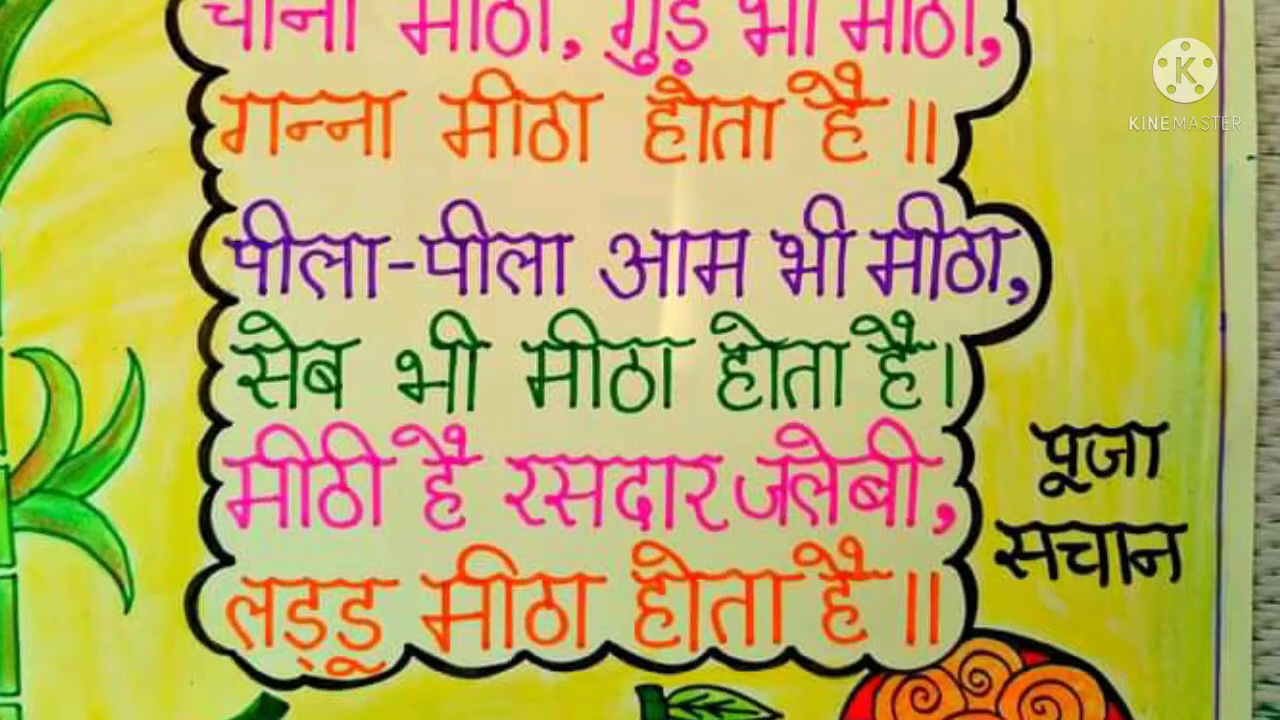 चीनी मीठी, गुड़ भी मीठा,
गन्ना मीठा होता है॥
पीला-पीला आम भी मीठा,
सेब भी मीठा होता है।
मीठी है रसदार जलेबी,
लड्डू मीठा होता है॥
पूजा
सचान
KINEMASTER